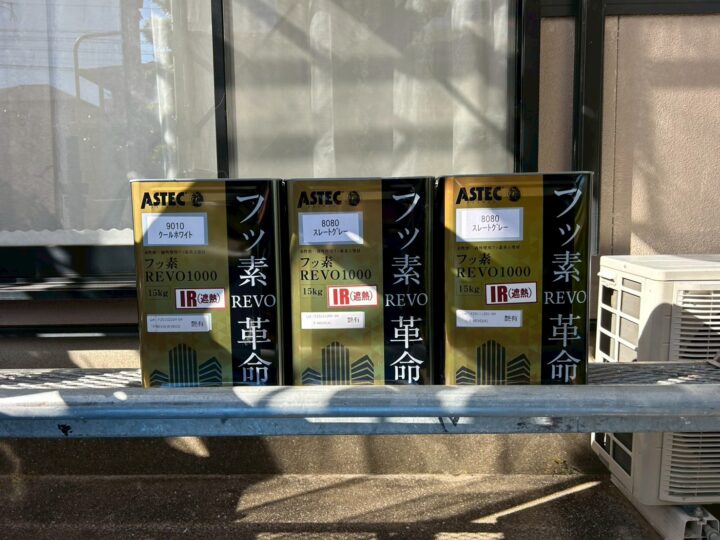 ASTEC
9010
クールホワイト
フッ素
REVO1000
15kg
IR(遮熱)
艶有
フッ素
REVO
革命
ASTEC
8080
スレートグレー
フッ素
REVO1000
15kg
IR(遮熱)
艶有
フッ素
REVO
革命
ASTEC
8080
スレートグレー
フッ素
REVO1000
15kg
IR(遮熱)
艶有
フッ素
REVO
革命